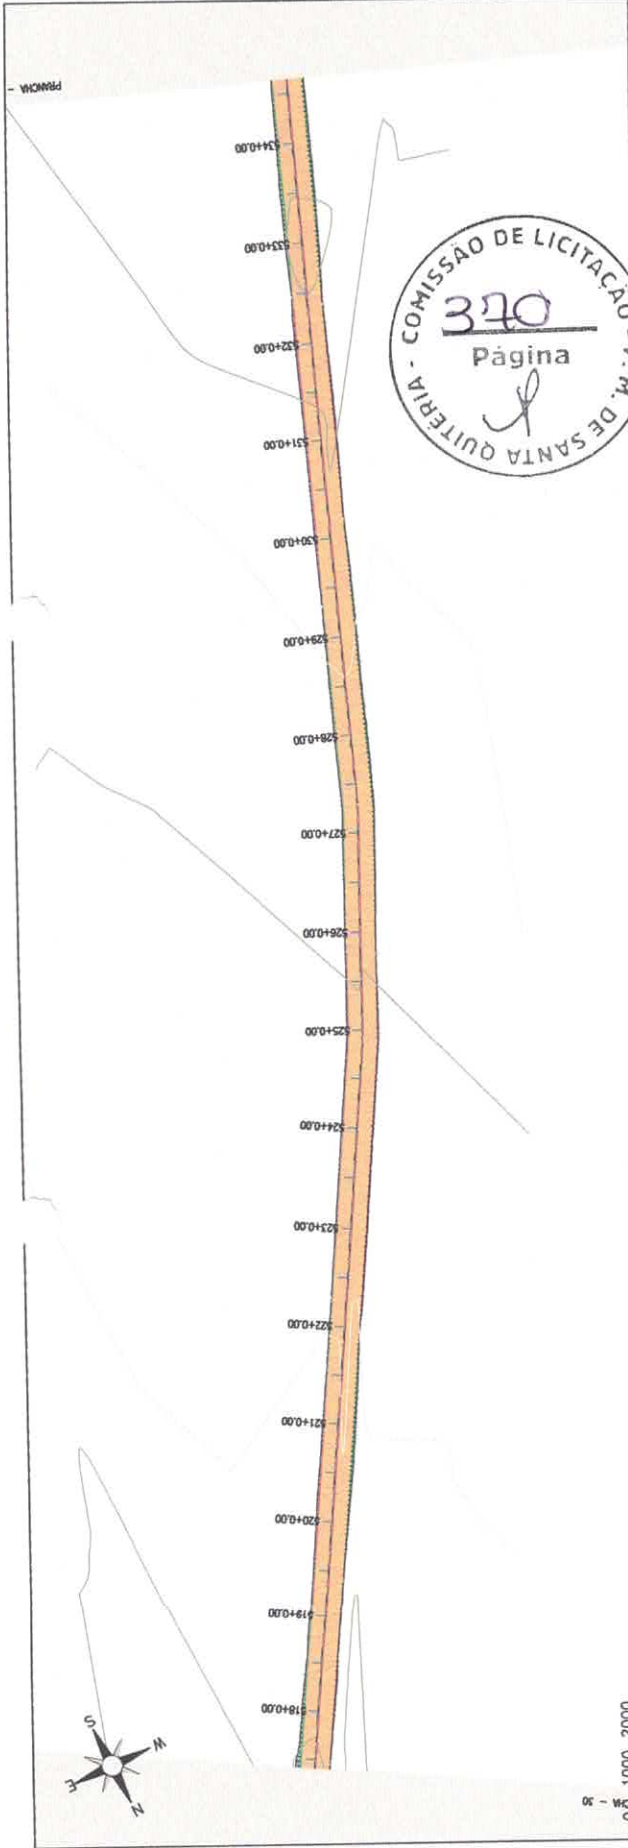 PRANCHA -
534+0.00
533+0.00
532+0.00
531+0.00
530+0.00
529+0.00
528+0.00
527+0.00
526+0.00
525+0.00
524+0.00
523+0.00
522+0.00
521+0.00
520+0.00
519+0.00
518+0.00
COMISSÃO DE LICITAÇÃO
M. DE SANTA QUITÉRIA -
370
Página
S
W
E
N
CHA - 30
1000 2000